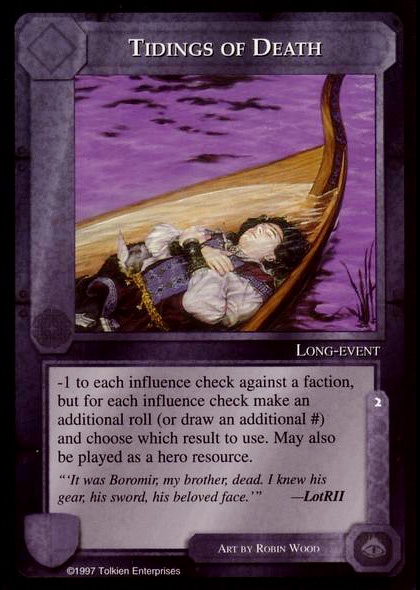 TIDINGS OF DEATH
LONG-EVENT
-1 to each influence check against a faction,
but for each influence check make an
additional roll (or draw an additional #)
and choose which result to use. May also
be played as a hero resource.
2
“‘It was Boromir, my brother, dead. I knew his
gear, his sword, his beloved face.’” —LotRII
ART BY ROBIN WOOD
©1997 Tolkien Enterprises